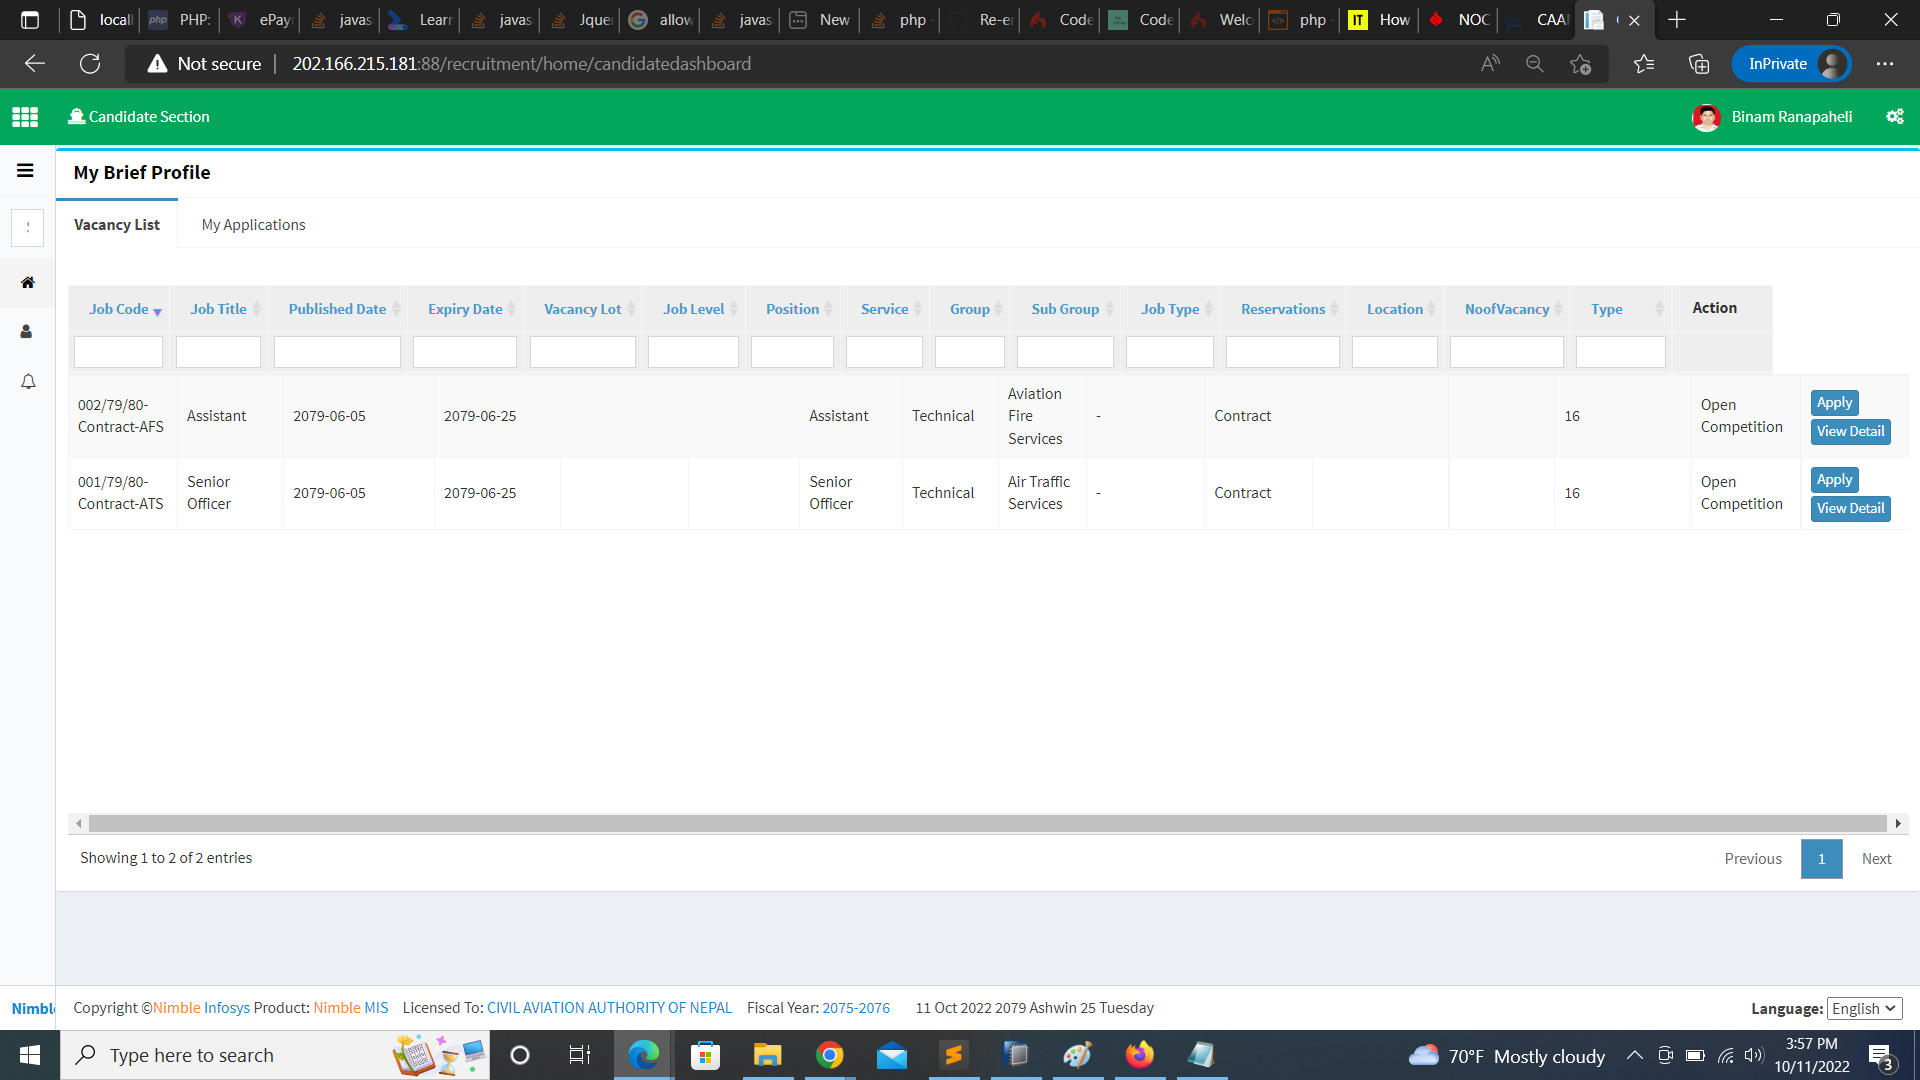 locall
PHP:
ePay
javas
Learn
javas
Jquer
allow
javas
New
php
Re-er
Code
Code
Welc
php
How
NOC
CAAI
Not secure
202.166.215.181:88/recruitment/home/candidatedashboard
InPrivate
Candidate Section
Binam Ranapaheli
My Brief Profile
Vacancy List
My Applications
Job Code Job Title Published Date Expiry Date Vacancy Lot Job Level Position Service Group Sub Group Job Type Reservations Location NoofVacancy Type Action
002/79/80-
Contract-AFS
Assistant
2079-06-05
2079-06-25
Assistant
Technical
Aviation
Fire
Services
-
Contract
16
Open
Competition
Apply
View Detail
001/79/80-
Contract-ATS
Senior
Officer
2079-06-05
2079-06-25
Senior
Officer
Technical
Air Traffic
Services
-
Contract
16
Open
Competition
Apply
View Detail
Showing 1 to 2 of 2 entries
Previous 1 Next
Nimble
Copyright ©Nimble Infosys Product: Nimble MIS Licensed To: CIVIL AVIATION AUTHORITY OF NEPAL Fiscal Year: 2075-2076 11 Oct 2022 2079 Ashwin 25 Tuesday
Language: English
Type here to search
70°F Mostly cloudy
3:57 PM
10/11/2022
3